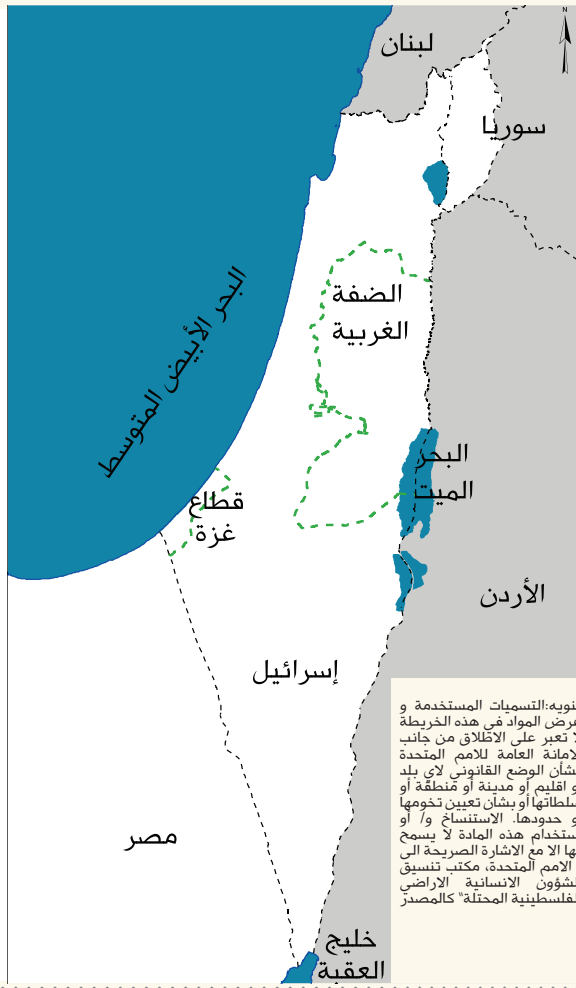 N
لبنان
سوريا
الضفة
الغربية
البحر الأبيض المتوسط
البحر
الميت
قطاع
غزة
الأردن
إسرائيل
مصر
خليج
العقبة
تنويه:التسميات المستخدمة و
عرض المواد في هذه الخريطة
لا تعبر على الاطلاق من جانب
الامانة العامة للامم المتحدة
بشأن الوضع القانوني لاي بلد
أو اقليم أو مدينة أو منطقة أو
سلطاتها أو بشان تعيين تخومها
أو حدودها. الاستنساخ و/ أو
استخدام هذه المادة لا يسمح
بها الا مع الاشارة الصريحة الى
الامم المتحدة، مكتب تنسيق
الشؤون الانسانية الاراضي
الفلسطينية المحتلة" كالمصدر